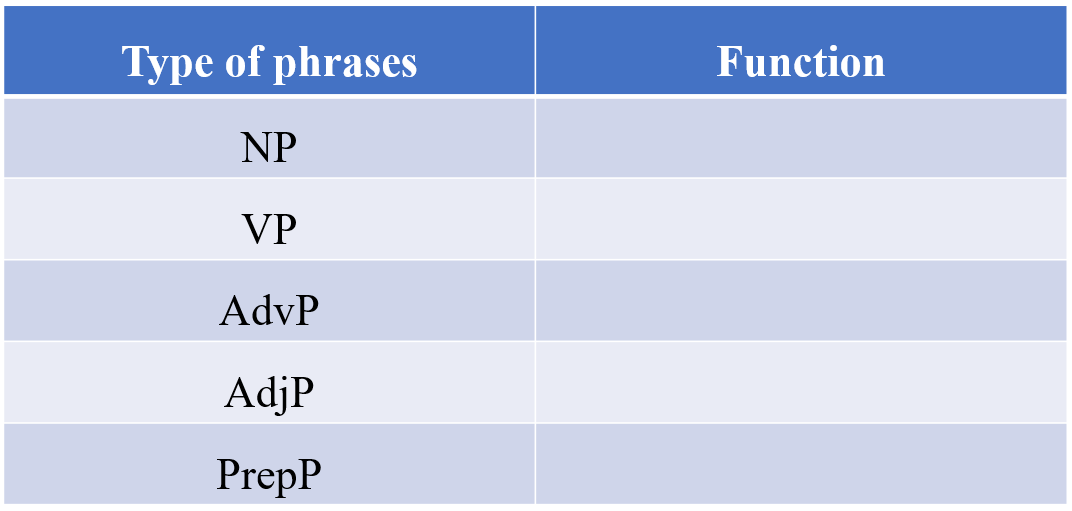 Type of phrases Function
NP
VP
AdvP
AdjP
PrepP